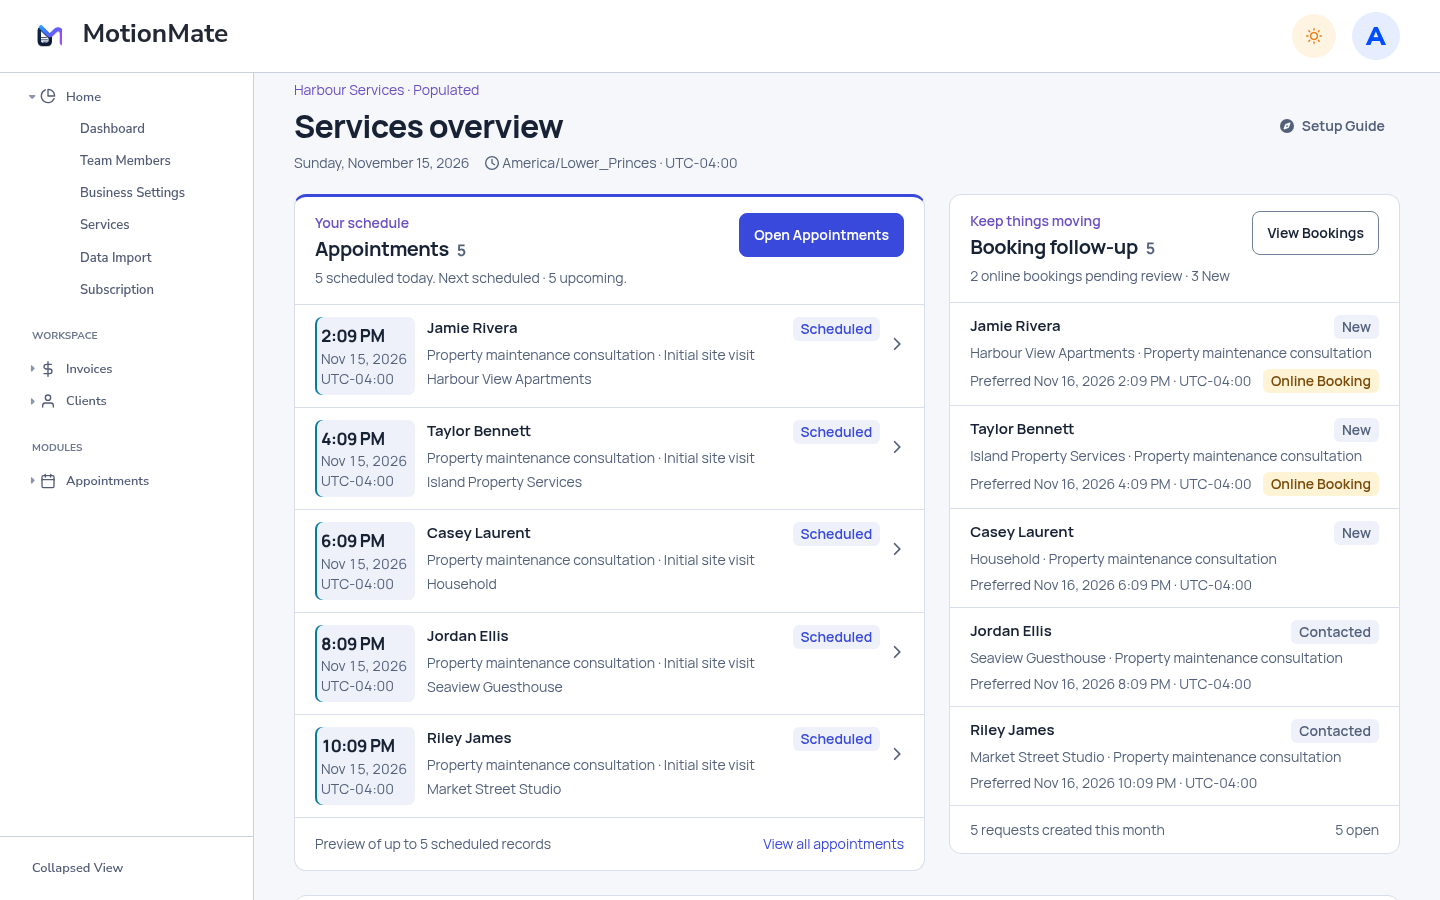 MotionMate
A
Home
Dashboard
Team Members
Business Settings
Services
Data Import
Subscription
WORKSPACE
Invoices
Clients
MODULES
Appointments
Collapsed View
Harbour Services · Populated
Services overview
Sunday, November 15, 2026 America/Lower_Princes · UTC-04:00
Setup Guide
Your schedule
Appointments 5
5 scheduled today. Next scheduled · 5 upcoming.
Open Appointments
2:09 PM
Nov 15, 2026
UTC-04:00
Jamie Rivera
Property maintenance consultation · Initial site visit
Harbour View Apartments
Scheduled
4:09 PM
Nov 15, 2026
UTC-04:00
Taylor Bennett
Property maintenance consultation · Initial site visit
Island Property Services
Scheduled
6:09 PM
Nov 15, 2026
UTC-04:00
Casey Laurent
Property maintenance consultation · Initial site visit
Household
Scheduled
8:09 PM
Nov 15, 2026
UTC-04:00
Jordan Ellis
Property maintenance consultation · Initial site visit
Seaview Guesthouse
Scheduled
10:09 PM
Nov 15, 2026
UTC-04:00
Riley James
Property maintenance consultation · Initial site visit
Market Street Studio
Scheduled
Preview of up to 5 scheduled records
View all appointments
Keep things moving
Booking follow-up 5
2 online bookings pending review · 3 New
View Bookings
Jamie Rivera New
Harbour View Apartments · Property maintenance consultation
Preferred Nov 16, 2026 2:09 PM · UTC-04:00 Online Booking
Taylor Bennett New
Island Property Services · Property maintenance consultation
Preferred Nov 16, 2026 4:09 PM · UTC-04:00 Online Booking
Casey Laurent New
Household · Property maintenance consultation
Preferred Nov 16, 2026 6:09 PM · UTC-04:00
Jordan Ellis Contacted
Seaview Guesthouse · Property maintenance consultation
Preferred Nov 16, 2026 8:09 PM · UTC-04:00
Riley James Contacted
Market Street Studio · Property maintenance consultation
Preferred Nov 16, 2026 10:09 PM · UTC-04:00
5 requests created this month 5 open